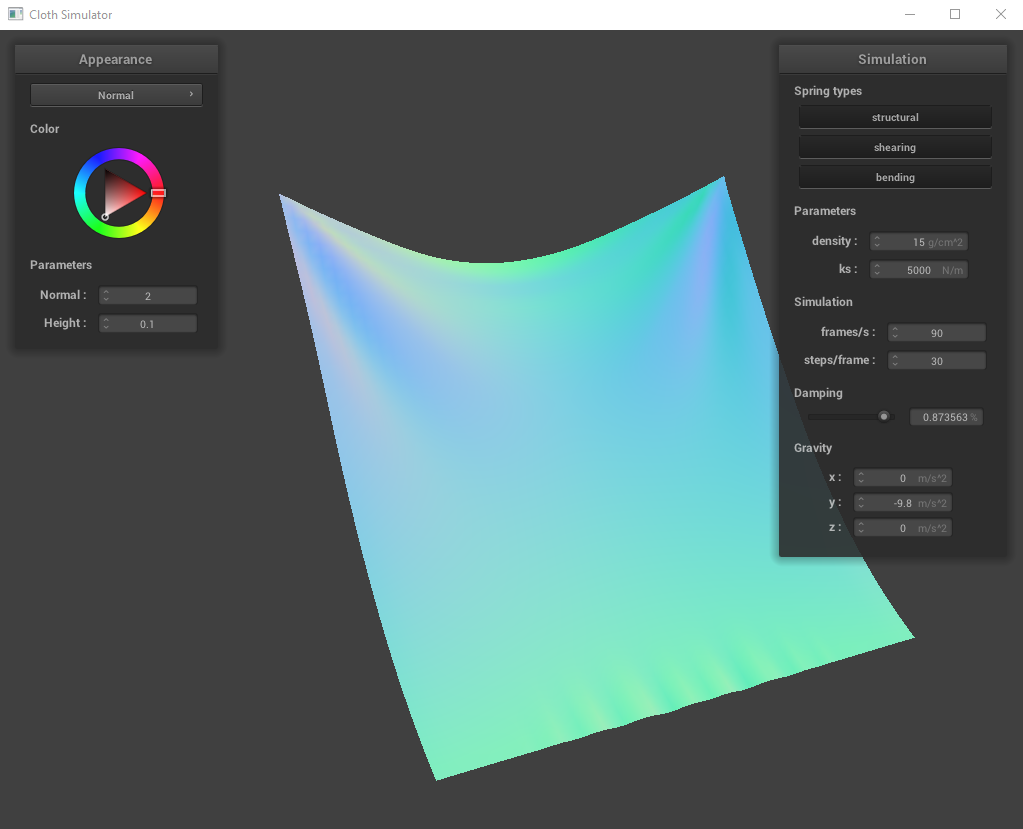 Cloth Simulator
Appearance
Normal
Color
Parameters
Normal : 2
Height : 0.1
Simulation
Spring types
structural
shearing
bending
Parameters
density : 15 g/cm^2
ks : 5000 N/m
Simulation
frames/s : 90
steps/frame : 30
Damping
0.873563 %
Gravity
x : 0 m/s^2
y : -9.8 m/s^2
z : 0 m/s^2